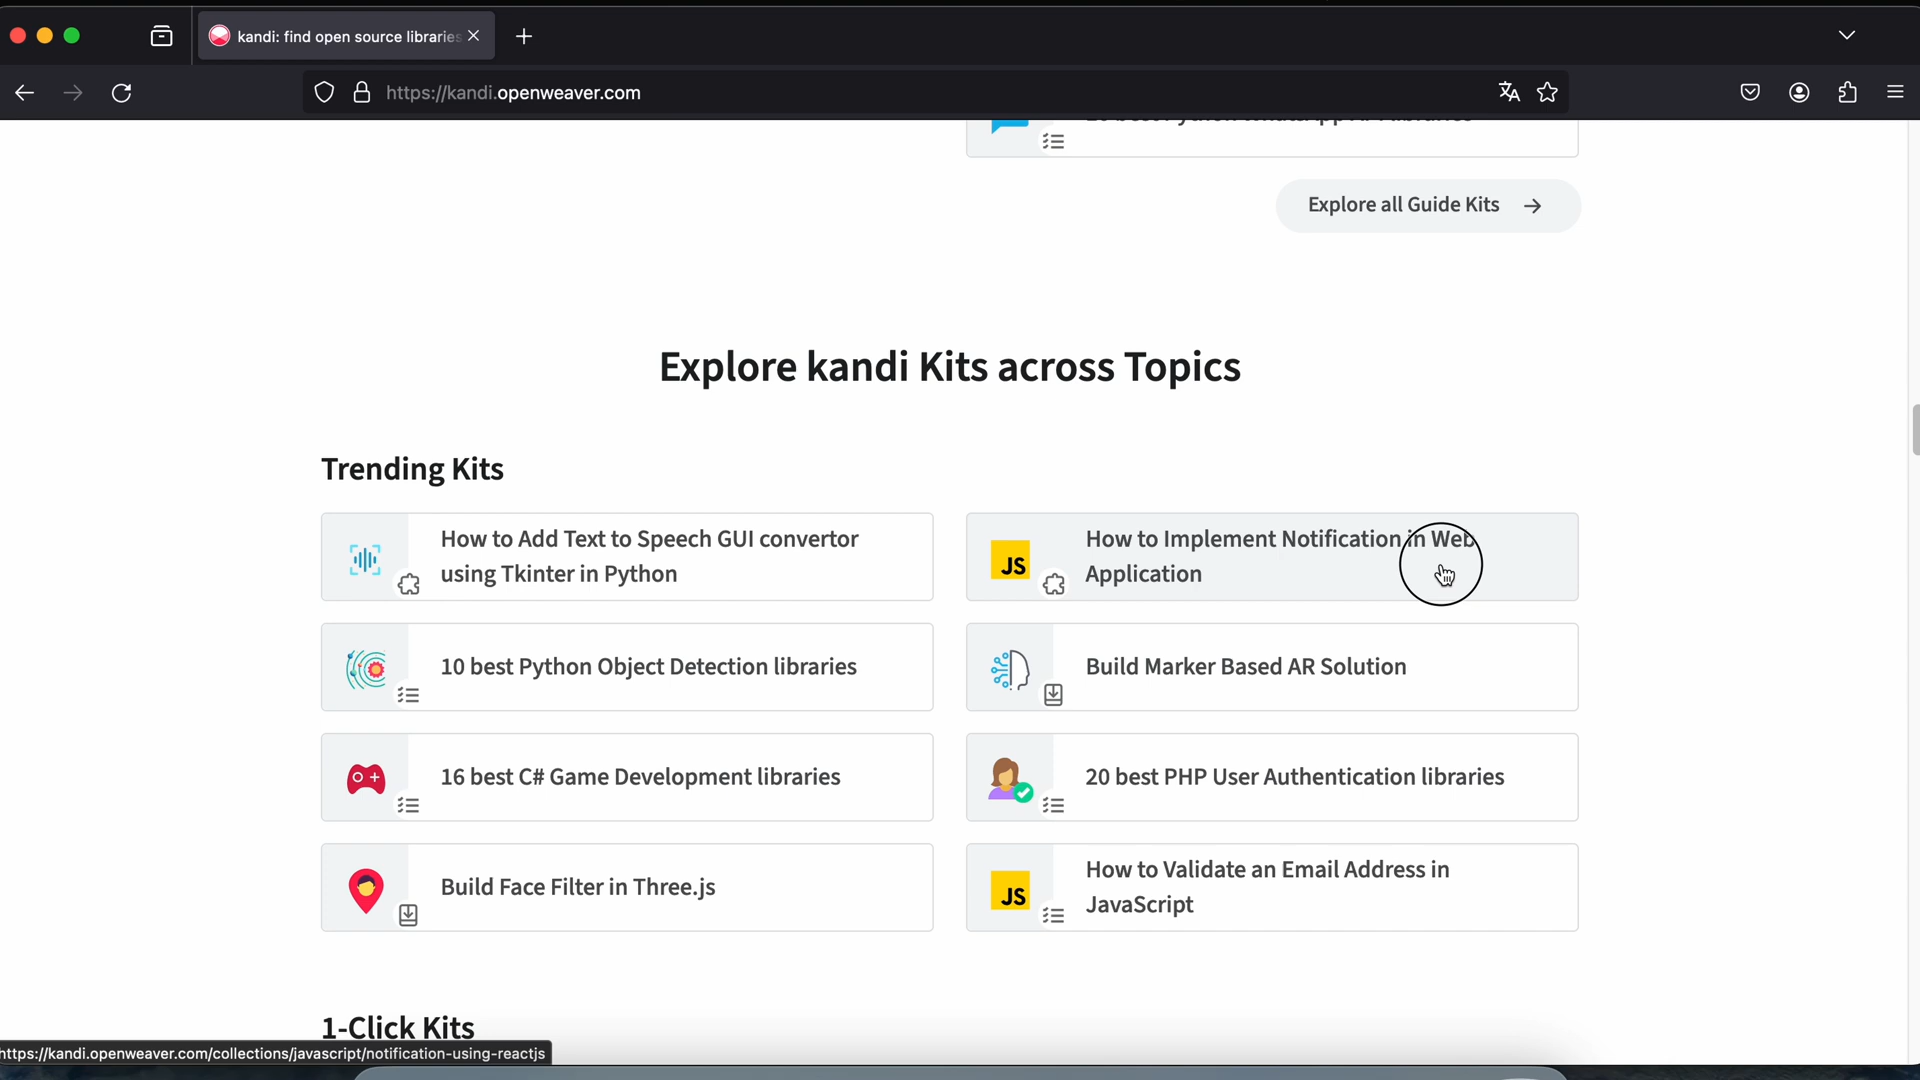 kandi: find open source libraries
https://kandi.openweaver.com
Explore all Guide Kits
Explore kandi Kits across Topics
Trending Kits
How to Add Text to Speech GUI convertor
using Tkinter in Python
How to Implement Notification in Web
Application
JS
10 best Python Object Detection libraries
Build Marker Based AR Solution
16 best C# Game Development libraries
20 best PHP User Authentication libraries
Build Face Filter in Three.js
How to Validate an Email Address in
JavaScript
JS
1-Click Kits
https://kandi.openweaver.com/collections/javascript/notification-using-reactjs